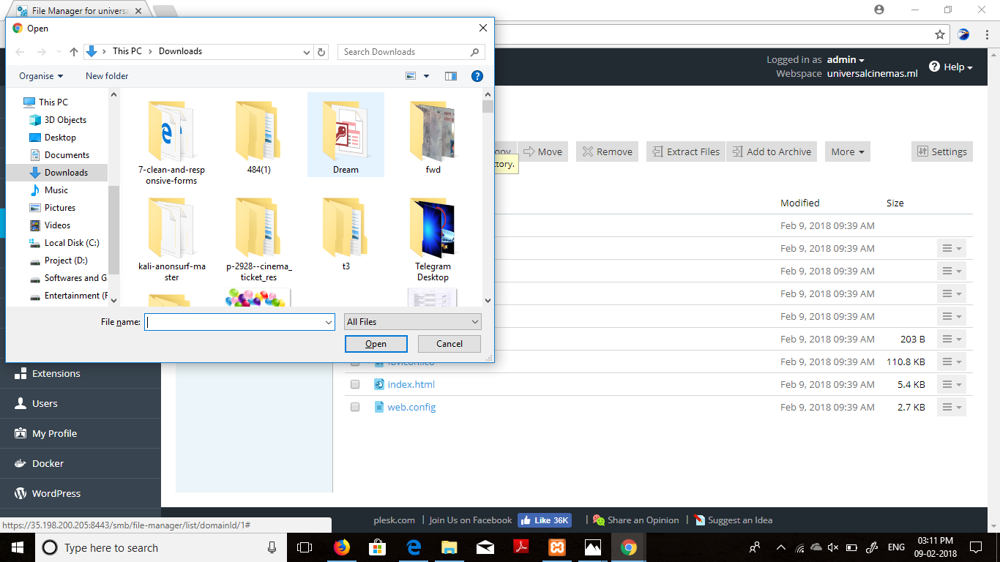 File Manager for univers
Open
This PC
Downloads
Search Downloads
Organise
New folder
This PC
3D Objects
Desktop
Documents
Downloads
Music
Pictures
Videos
Local Disk (C:)
Project (D:)
Softwares and G
Entertainment (F
7-clean-and-resp
onsive-forms
484(1)
Dream
fwd
kali-anonsurf-ma
ster
p-2928--cinema_
ticket_res
t3
Telegram
Desktop
File name:
All Files
Open
Cancel
Logged in as admin
Webspace universalcinemas.ml
Help
opy
Move
Remove
Extract Files
Add to Archive
More
Settings
ctory.
Modified
Size
Feb 9, 2018 09:39 AM
Feb 9, 2018 09:39 AM
Feb 9, 2018 09:39 AM
Feb 9, 2018 09:39 AM
Feb 9, 2018 09:39 AM
Feb 9, 2018 09:39 AM 203 B
favicon.ico Feb 9, 2018 09:39 AM 110.8 KB
index.html Feb 9, 2018 09:39 AM 5.4 KB
web.config Feb 9, 2018 09:39 AM 2.7 KB
Extensions
Users
My Profile
Docker
WordPress
https://35.198.200.205:8443/smb/file-manager/list/domainId/1#
plesk.com
Join Us on Facebook
Like 36K
Share an Opinion
Suggest an Idea
Type here to search
ENG
03:11 PM
09-02-2018